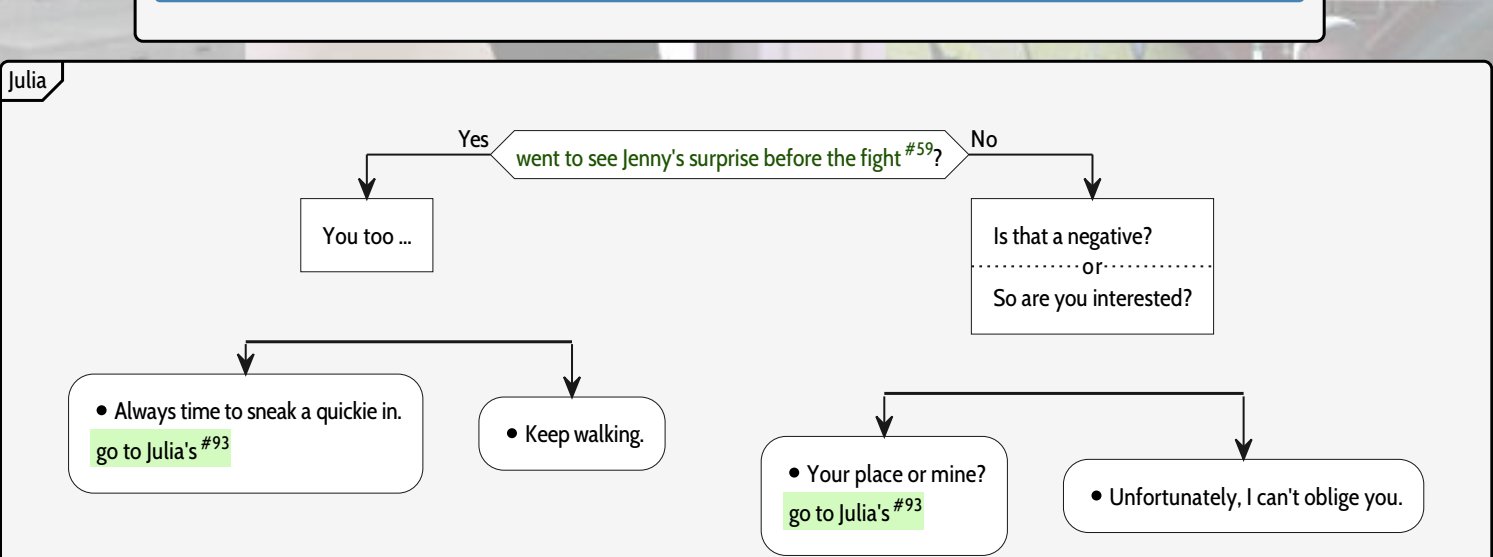 Julia
Yes
went to see Jenny's surprise before the fight #59?
No
You too ...
Is that a negative?
or
So are you interested?
• Always time to sneak a quickie in.
go to Julia's #93
• Keep walking.
• Your place or mine?
go to Julia's #93
• Unfortunately, I can't oblige you.